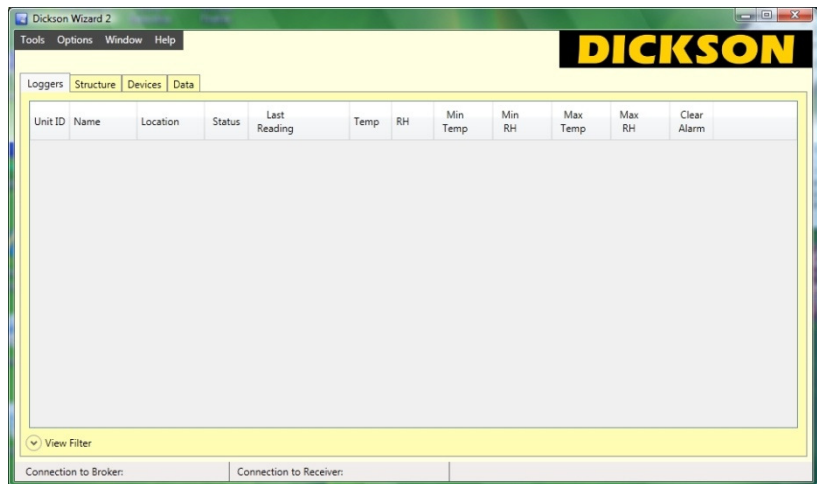 Dickson Wizard 2
Tools Options Window Help
DICKSON
Loggers Structure Devices Data
Unit ID Name Location Status Last Reading Temp RH Min Temp Min RH Max Temp Max RH Clear Alarm
View Filter
Connection to Broker: Connection to Receiver: